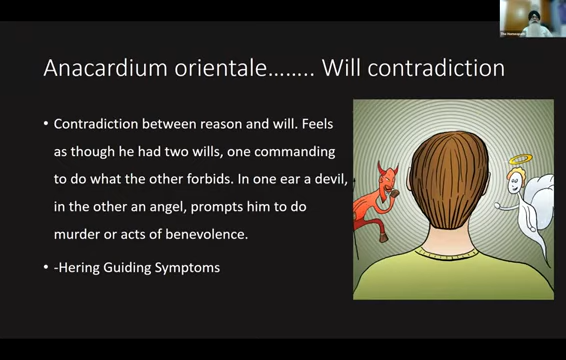 Anacardium orientale…….. Will contradiction
• Contradiction between reason and will. Feels
as though he had two wills, one commanding
to do what the other forbids. In one ear a devil,
in the other an angel, prompts him to do
murder or acts of benevolence.
• -Hering Guiding Symptoms